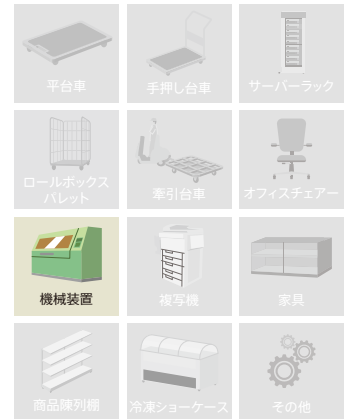 平台車
手押し台車
サーバーラック
ロールボックス
パレット
牽引台車
オフィスチェアー
機械装置
複写機
家具
商品陳列棚
冷凍ショーケース
その他